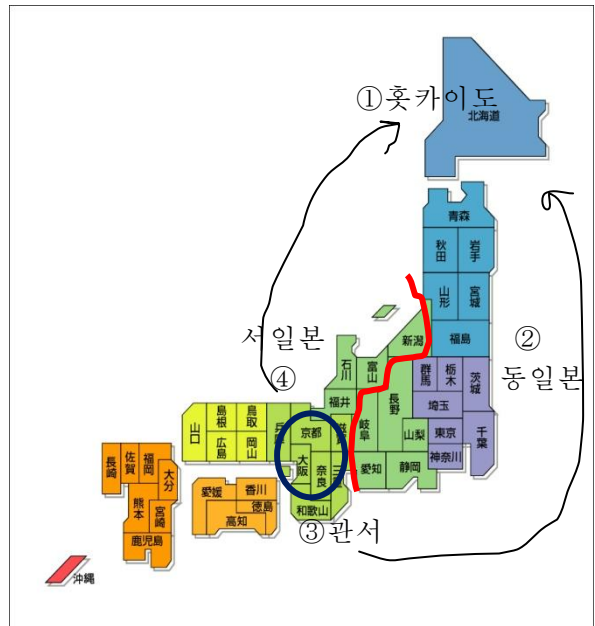 ①홋카이도
北海道
青森
秋田
岩手
山形
宮城
서일본
④
新潟
福島
②
동일본
石川
富山
群馬
栃木
茨城
福井
長野
埼玉
島根
鳥取
京都
岐阜
山梨
東京
千葉
山口
広島
岡山
大阪
奈良
愛知
静岡
神奈川
長崎
佐賀
福岡
大分
愛媛
香川
徳島
高知
和歌山
③관서
熊本
宮崎
鹿児島
沖縄